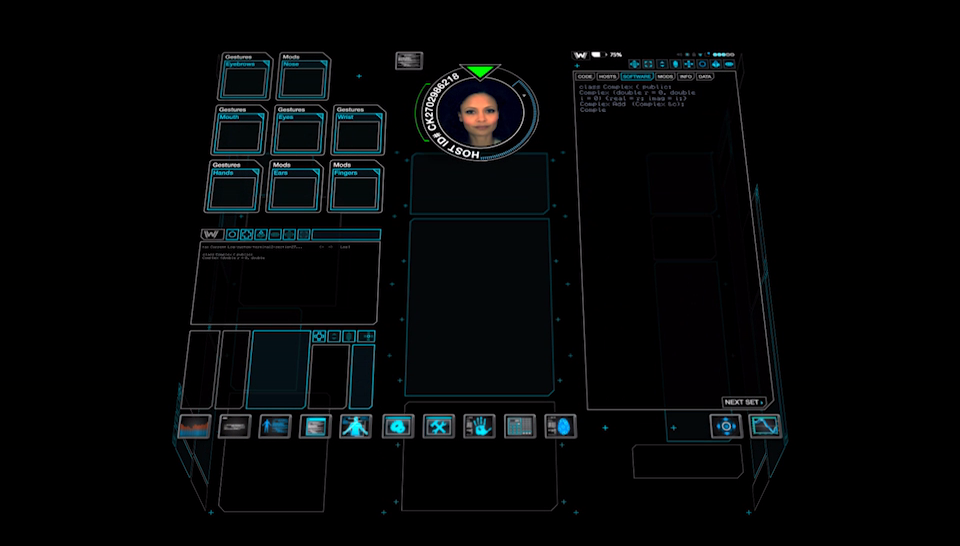 Gestures
Eyebrows
Mods
Nose
Gestures
Mouth
Gestures
Eyes
Gestures
Wrist
Gestures
Hands
Mods
Ears
Mods
Fingers
W
HOST ID# CK2702986218
W
75%
CODE
HOSTS
SOFTWARE
MODS
INFO
DATA
class Complex { public:
Complex (double r = 0, double
i = 0) {real = r; imag = i;}
Complex Add (Complex &c);
Comple
NEXT SET